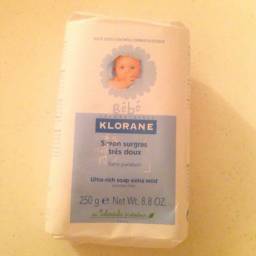 Bébé
KLORANE
Savon surgras
très doux
Ultra-rich soap extra mild
250 g e Net Wt. 8.8 OZ.